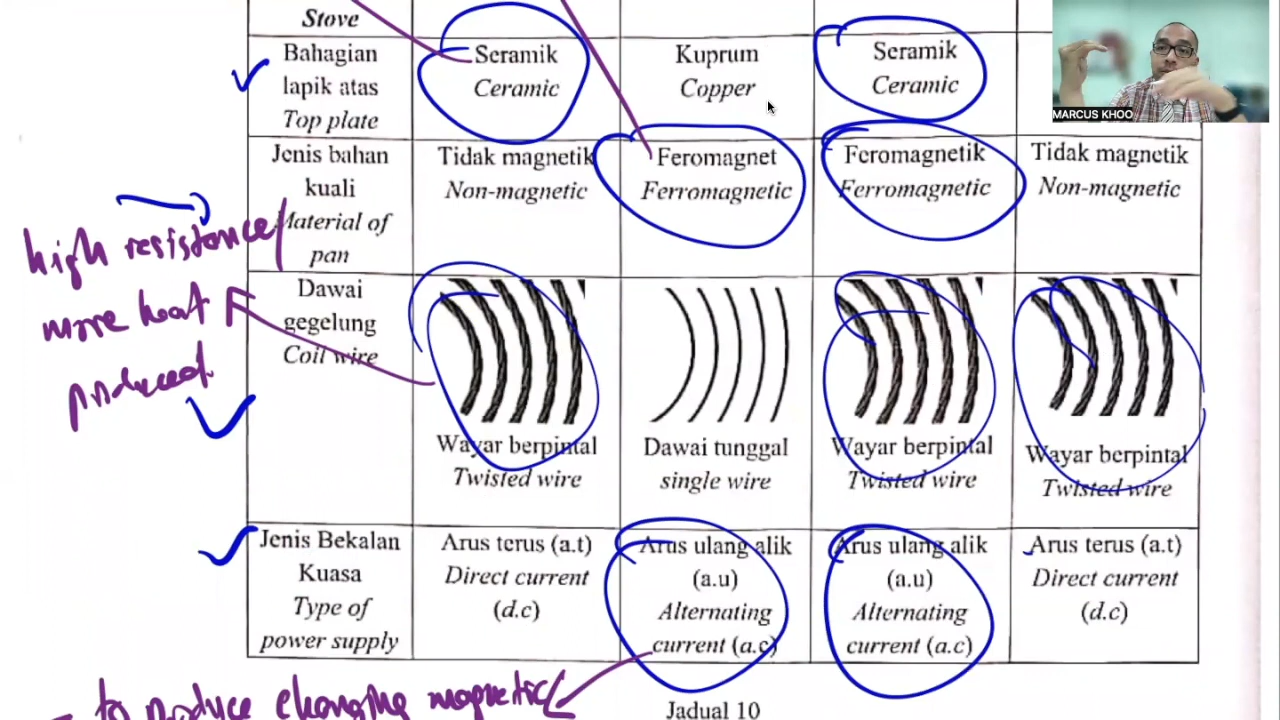 Stove
Bahagian
lapik atas
Top plate
Seramik
Ceramic
Kuprum
Copper
Seramik
Ceramic
MARCUS KHOO
Jenis bahan
kuali
Material of
pan
Tidak magnetik
Non-magnetic
Feromagnet
Ferromagnetic
Feromagnetik
Ferromagnetic
Tidak magnetik
Non-magnetic
high resistance/
more heat
produced
Dawai
gegelung
Coil wire
Wayar berpintal
Twisted wire
Dawai tunggal
single wire
Wayar berpintal
Twisted wire
Wayar berpintal
Twisted wire
Jenis Bekalan
Kuasa
Type of
power supply
Arus terus (a.t)
Direct current
(d.c)
Arus ulang alik
(a.u)
Alternating
current (a.c)
Arus ulang alik
(a.u)
Alternating
current (a.c)
Arus terus (a.t)
Direct current
(d.c)
- to produce changing magnetic
Jadual 10